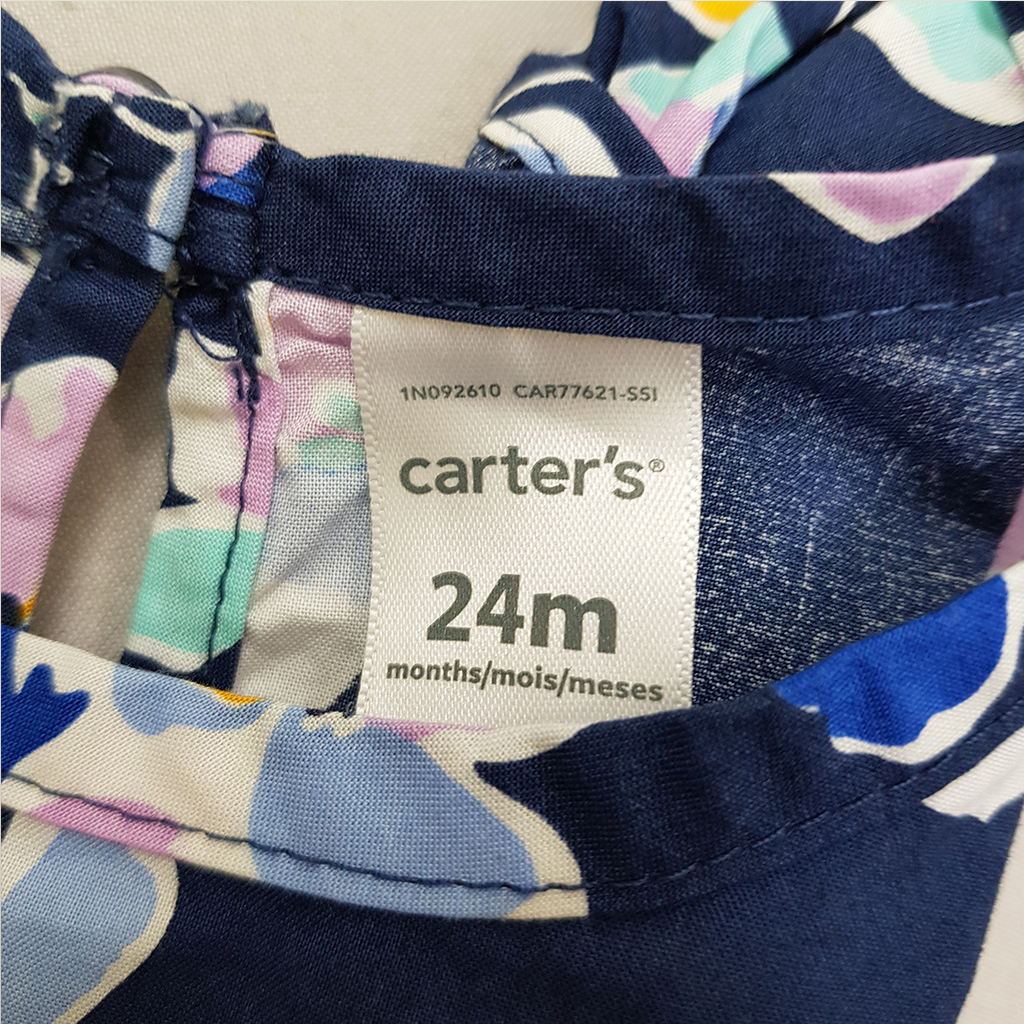 1N092610 CAR77621-SSI
carter's®
24m
months/mois/meses